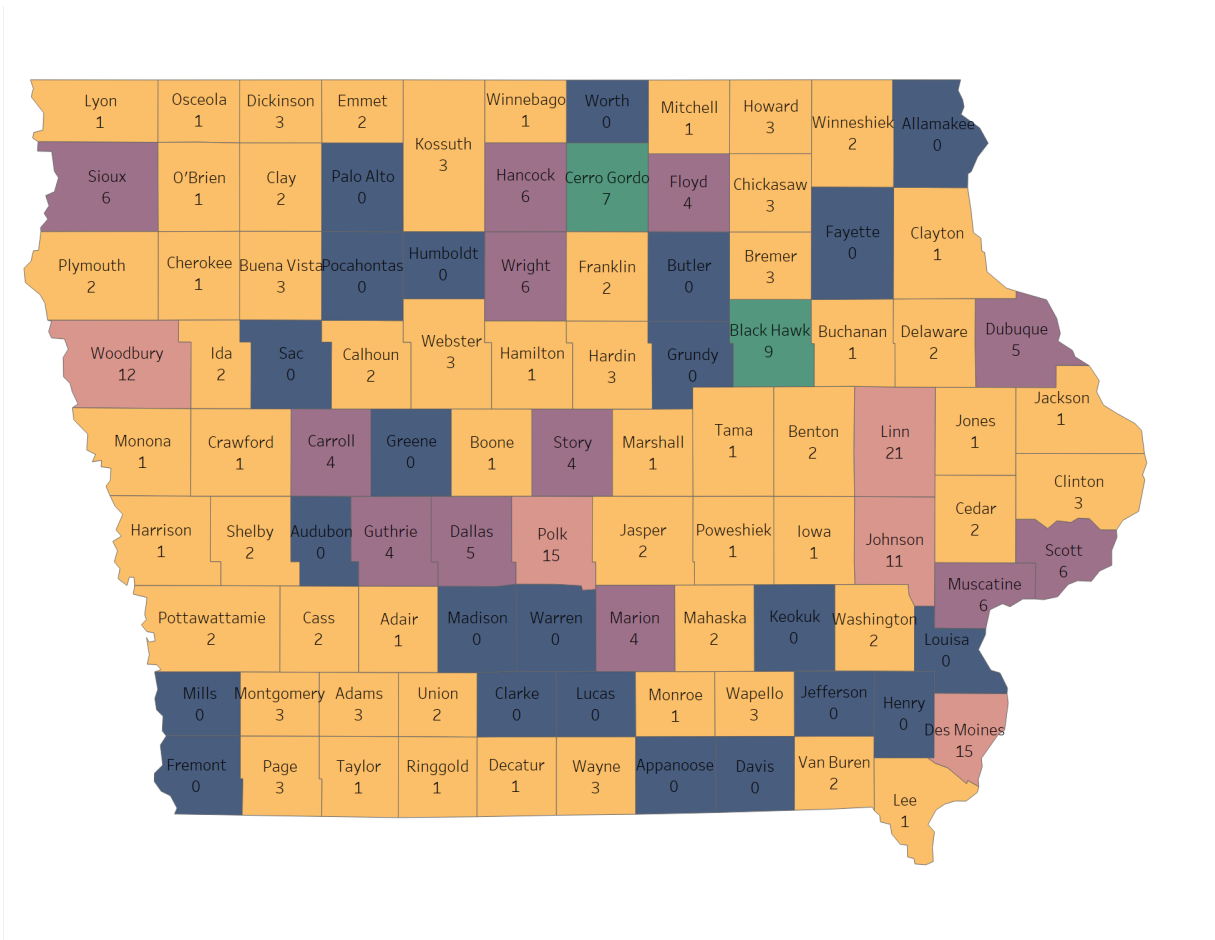 Lyon
1
Osceola
1
Dickinson
3
Emmet
2
Kossuth
3
Winnebago
1
Worth
0
Mitchell
1
Howard
3
Winneshiek
2
Allamakee
0
Sioux
6
O'Brien
1
Clay
2
Palo Alto
0
Hancock
6
Cerro Gordo
7
Floyd
4
Chickasaw
3
Fayette
0
Clayton
1
Plymouth
2
Cherokee
1
Buena Vista
3
Pocahontas
0
Humboldt
0
Wright
6
Franklin
2
Butler
0
Bremer
3
Woodbury
12
Ida
2
Sac
0
Calhoun
2
Webster
3
Hamilton
1
Hardin
3
Grundy
0
Black Hawk
9
Buchanan
1
Delaware
2
Dubuque
5
Monona
1
Crawford
1
Carroll
4
Greene
0
Boone
1
Story
4
Marshall
1
Tama
1
Benton
2
Linn
21
Jones
1
Jackson
1
Clinton
3
Harrison
1
Shelby
2
Audubon
0
Guthrie
4
Dallas
5
Polk
15
Jasper
2
Poweshiek
1
Iowa
1
Johnson
11
Cedar
2
Scott
6
Muscatine
6
Pottawattamie
2
Cass
2
Adair
1
Madison
0
Warren
0
Marion
4
Mahaska
2
Keokuk
0
Washington
2
Louisa
0
Mills
0
Montgomery
3
Adams
3
Union
2
Clarke
0
Lucas
0
Monroe
1
Wapello
3
Jefferson
0
Henry
0
Des Moines
15
Fremont
0
Page
3
Taylor
1
Ringgold
1
Decatur
1
Wayne
3
Appanoose
0
Davis
0
Van Buren
2
Lee
1